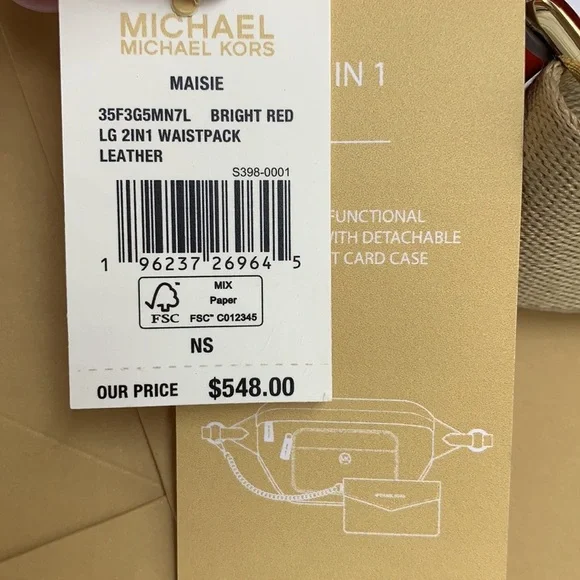 MICHAEL
MICHAEL KORS
MAISIE
35F3G5MN7L BRIGHT RED
LG 2IN1 WAISTPACK
LEATHER
S398-0001
1 96237 26964 5
FSC
MIX
Paper
FSC™ C012345
NS
OUR PRICE $548.00
IN 1
FUNCTIONAL
WITH DETACHABLE
CARD CASE
MICHAEL KORS